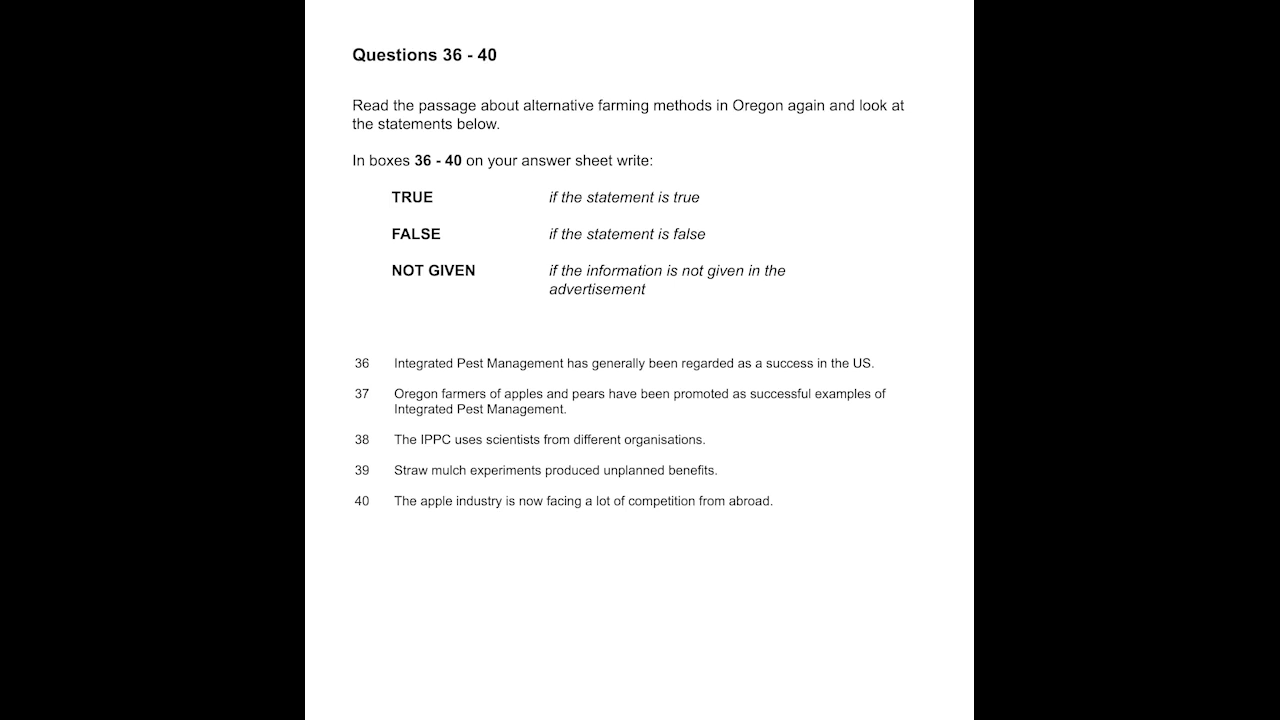 Questions 36 - 40
Read the passage about alternative farming methods in Oregon again and look at
the statements below.
In boxes 36 - 40 on your answer sheet write:
TRUE if the statement is true
FALSE if the statement is false
NOT GIVEN if the information is not given in the
advertisement
36 Integrated Pest Management has generally been regarded as a success in the US.
37 Oregon farmers of apples and pears have been promoted as successful examples of
Integrated Pest Management.
38 The IPPC uses scientists from different organisations.
39 Straw mulch experiments produced unplanned benefits.
40 The apple industry is now facing a lot of competition from abroad.